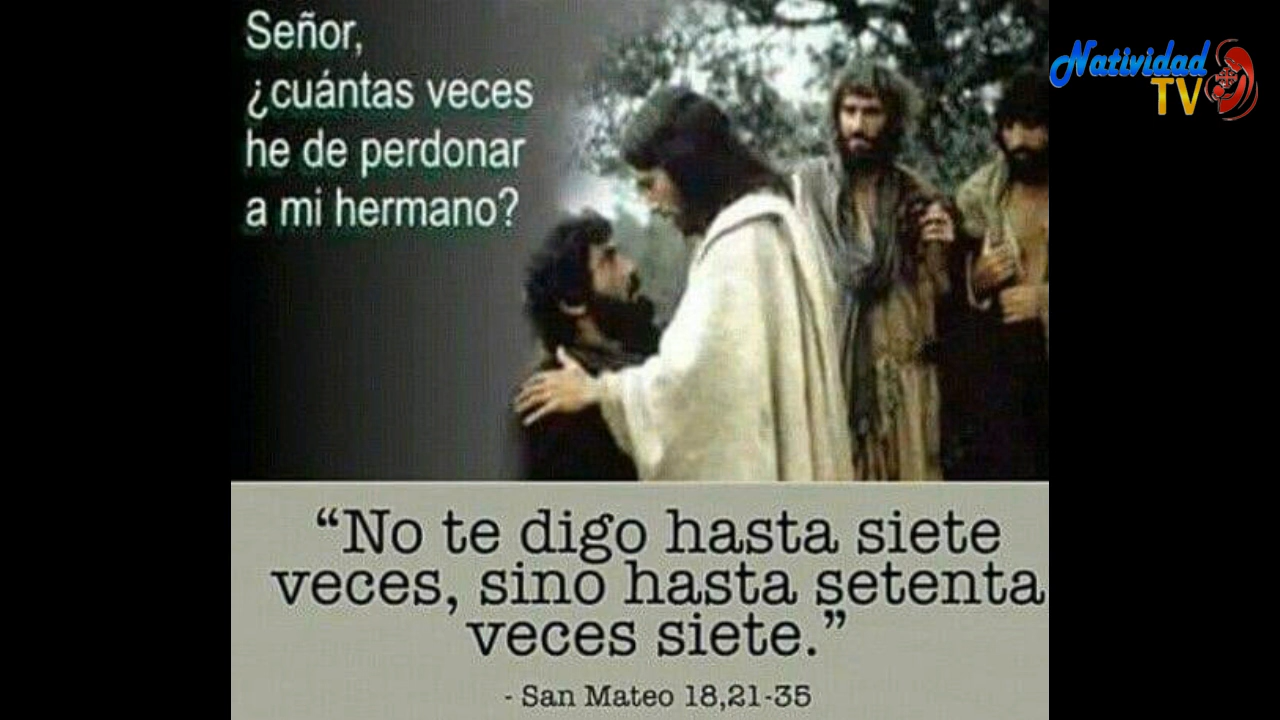 Señor,
¿cuántas veces
he de perdonar
a mi hermano?
Natividad
TV
“No te digo hasta siete
veces, sino hasta setenta
veces siete.”
- San Mateo 18,21-35